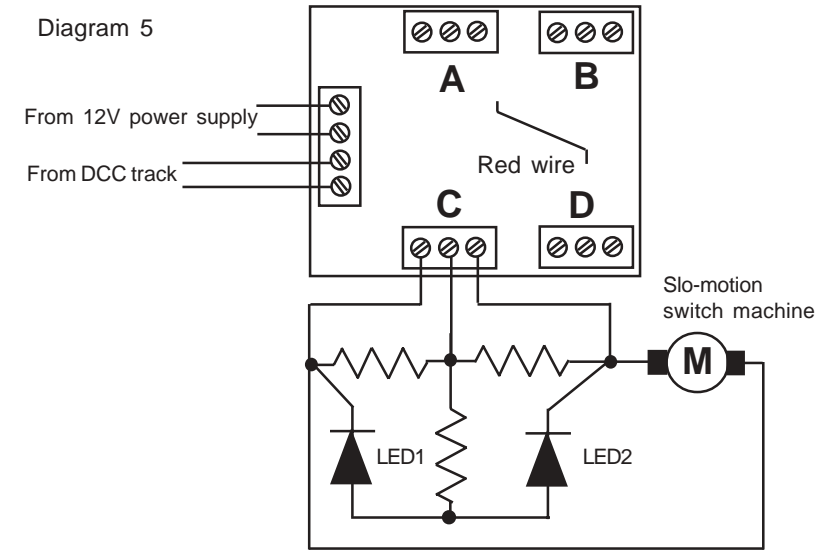 Diagram 5
A
B
From 12V power supply
From DCC track
Red wire
C
D
Slo-motion
switch machine
M
LED1
LED2